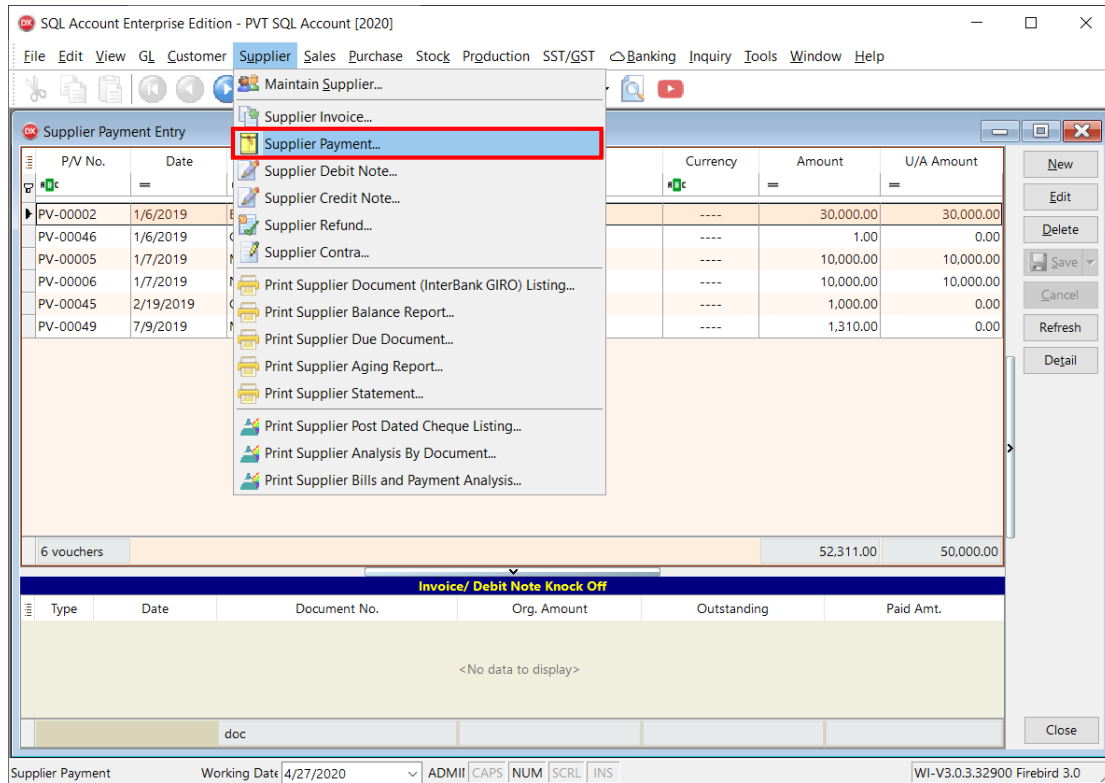 SQL Account Enterprise Edition - PVT SQL Account [2020]
File Edit View GL Customer Supplier Sales Purchase Stock Production SST/GST Banking Inquiry Tools Window Help
Maintain Supplier...
Supplier Invoice...
Supplier Payment...
Supplier Debit Note...
Supplier Credit Note...
Supplier Refund...
Supplier Contra...
Print Supplier Document (InterBank GIRO) Listing...
Print Supplier Balance Report...
Print Supplier Due Document...
Print Supplier Aging Report...
Print Supplier Statement...
Print Supplier Post Dated Cheque Listing...
Print Supplier Analysis By Document...
Print Supplier Bills and Payment Analysis...
Supplier Payment Entry
P/V No. Date Currency Amount U/A Amount
= = =
PV-00002 1/6/2019 ---- 30,000.00 30,000.00
PV-00046 1/6/2019 ---- 1.00 0.00
PV-00005 1/7/2019 ---- 10,000.00 10,000.00
PV-00006 1/7/2019 ---- 10,000.00 10,000.00
PV-00045 2/19/2019 ---- 1,000.00 0.00
PV-00049 7/9/2019 ---- 1,310.00 0.00
6 vouchers 52,311.00 50,000.00
New
Edit
Delete
Save
Cancel
Refresh
Detail
Invoice/ Debit Note Knock Off
Type Date Document No. Org. Amount Outstanding Paid Amt.
<No data to display>
doc
Close
Supplier Payment Working Date 4/27/2020 ADMII CAPS NUM SCRL INS WI-V3.0.3.32900 Firebird 3.0